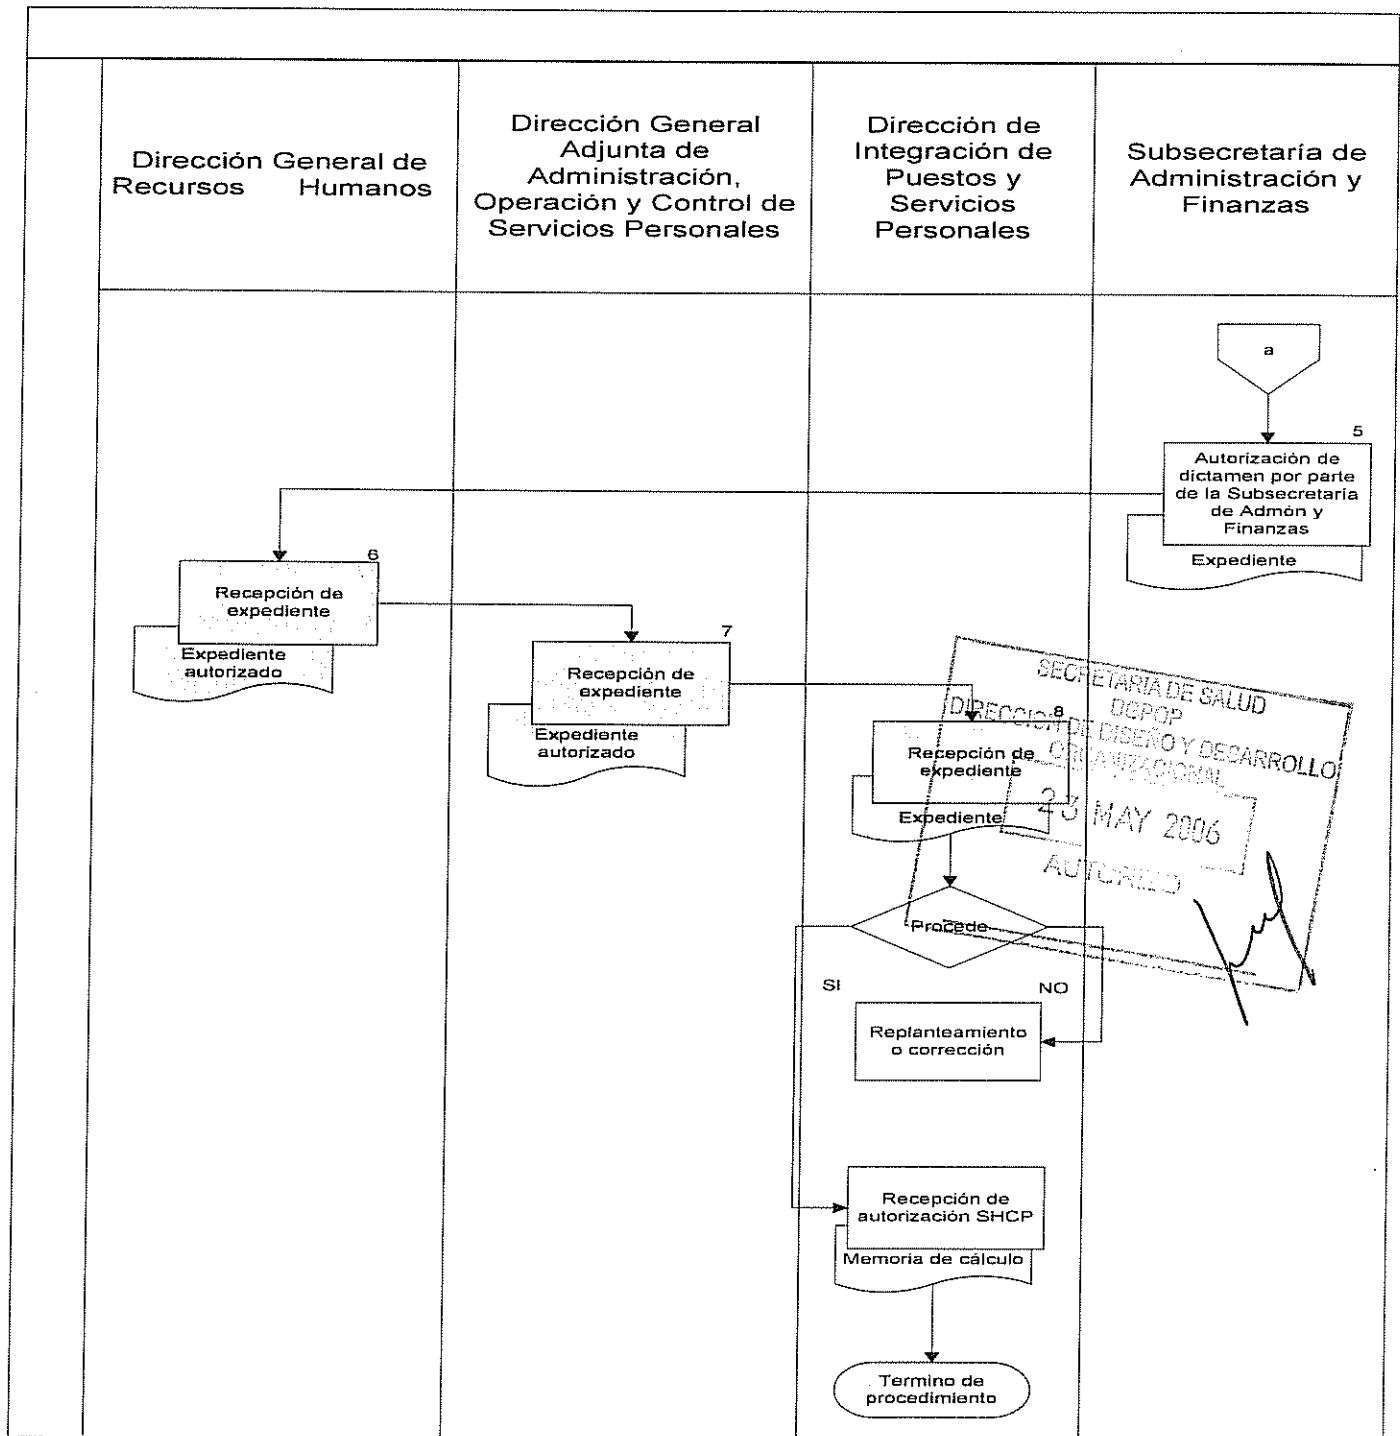 Dirección General de
Recursos Humanos
Dirección General
Adjunta de
Administración,
Operación y Control de
Servicios Personales
Dirección de
Integración de
Puestos y
Servicios
Personales
Subsecretaría de
Administración y
Finanzas
a
5
Autorización de
dictamen por parte
de la Subsecretaría
de Admón y
Finanzas
Expediente
6
Recepción de
expediente
Expediente
autorizado
7
Recepción de
expediente
Expediente
autorizado
8
Recepción de
expediente
Expediente
SECRETARIA DE SALUD
DGPOP
DIRECCION DE DISEÑO Y DESARROLLO
ORGANIZACIONAL
23 MAY 2006
AUTORIZO
Procede
SI
NO
Replanteamiento
o corrección
Recepción de
autorización SHCP
Memoria de cálculo
Termino de
procedimiento